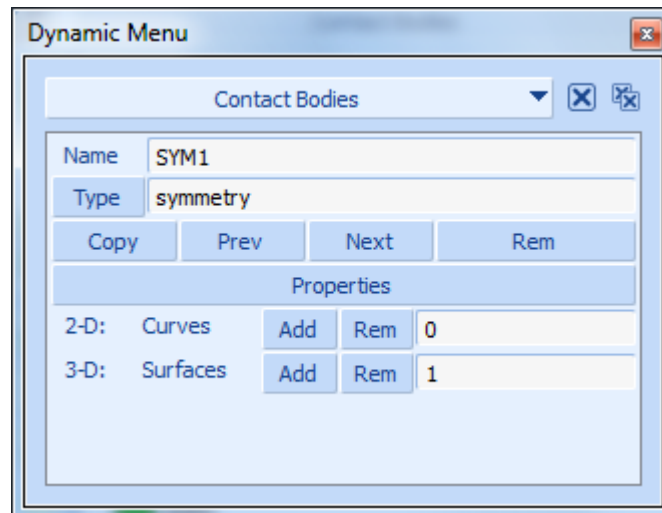 Dynamic Menu
Contact Bodies
Name SYM1
Type symmetry
Copy Prev Next Rem
Properties
2-D: Curves Add Rem 0
3-D: Surfaces Add Rem 1